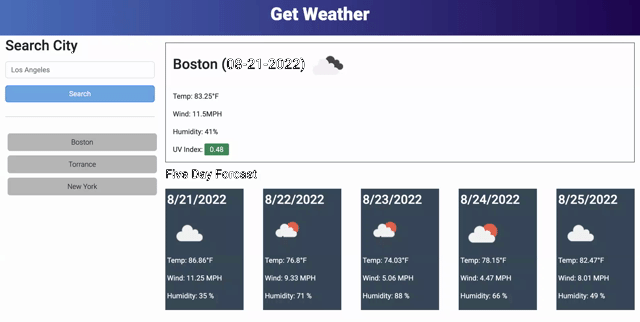 Get Weather
Search City
Los Angeles
Search
Boston
Torrance
New York
Boston (08-21-2022)
Temp: 83.25°F
Wind: 11.5MPH
Humidity: 41%
UV Index: 0.48
Five Day Forcast
8/21/2022
Temp: 86.86°F
Wind: 11.25 MPH
Humidity: 35 %
8/22/2022
Temp: 76.8°F
Wind: 9.33 MPH
Humidity: 71 %
8/23/2022
Temp: 74.03°F
Wind: 5.06 MPH
Humidity: 88 %
8/24/2022
Temp: 78.15°F
Wind: 4.47 MPH
Humidity: 66 %
8/25/2022
Temp: 82.47°F
Wind: 8.01 MPH
Humidity: 49 %